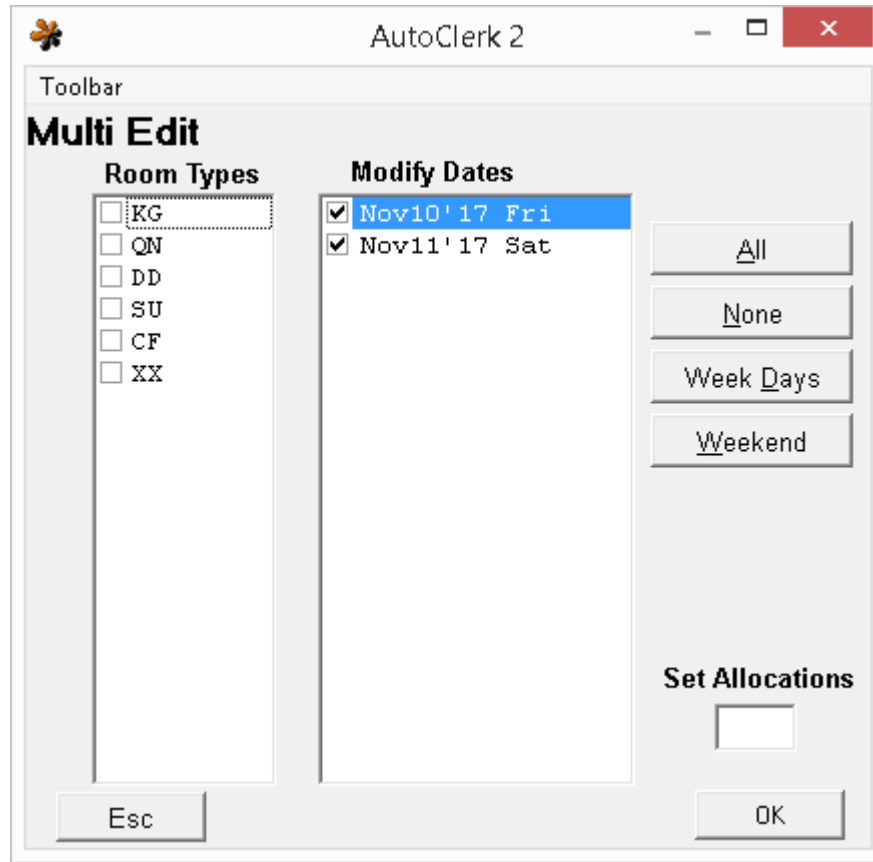 AutoClerk 2
Toolbar
Multi Edit
Room Types
KG
QN
DD
SU
CF
XX
Modify Dates
Nov10'17 Fri
Nov11'17 Sat
All
None
Week Days
Weekend
Set Allocations
Esc
OK